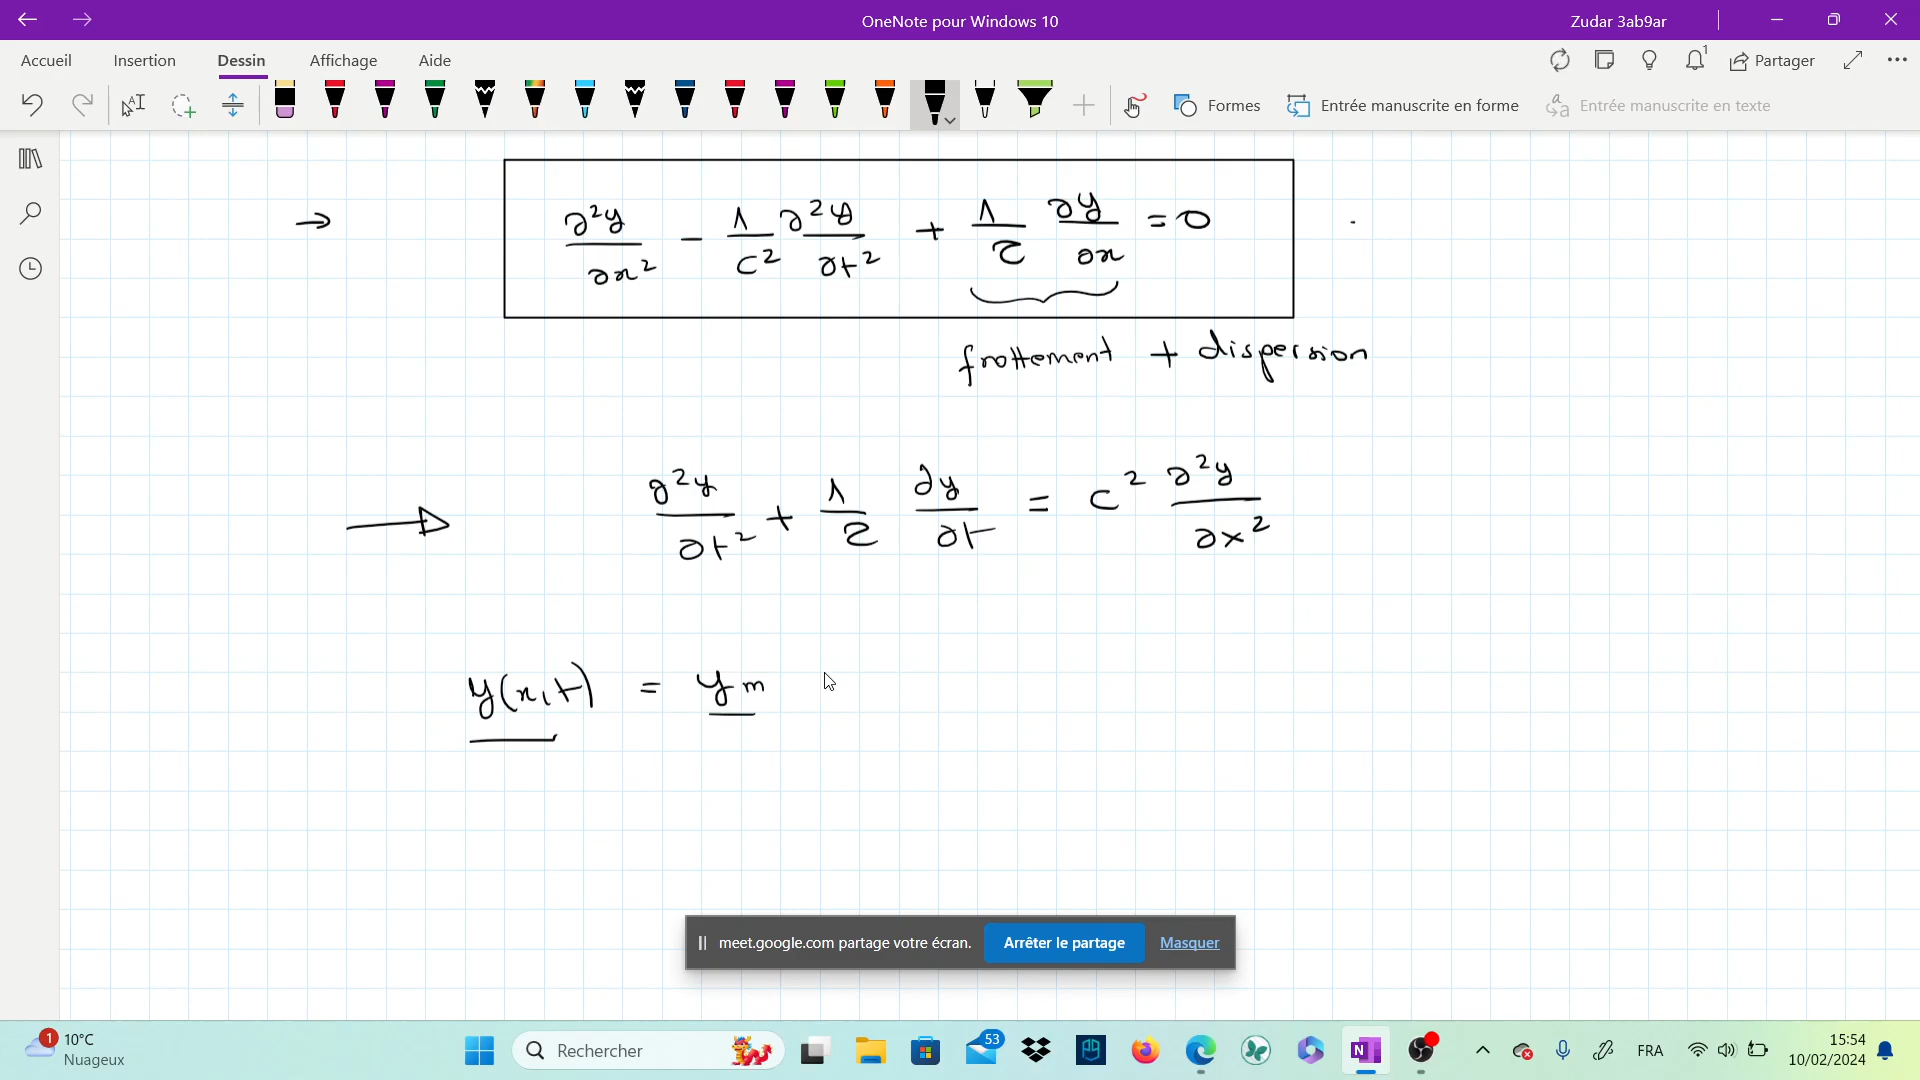 OneNote pour Windows 10
Zudar 3ab9ar
Accueil Insertion Dessin Affichage Aide
1 Partager
Formes Entrée manuscrite en forme Entrée manuscrite en texte
→ ∂²y/∂x² − 1/c² ∂²y/∂t² + 1/τ ∂y/∂x = 0
frottement + dispersion
→ ∂²y/∂t² + 1/τ ∂y/∂t = c² ∂²y/∂x²
y(x,t) = ym
meet.google.com partage votre écran. Arrêter le partage Masquer
1 10°C
Nuageux
Rechercher
53
FRA
15:54
10/02/2024